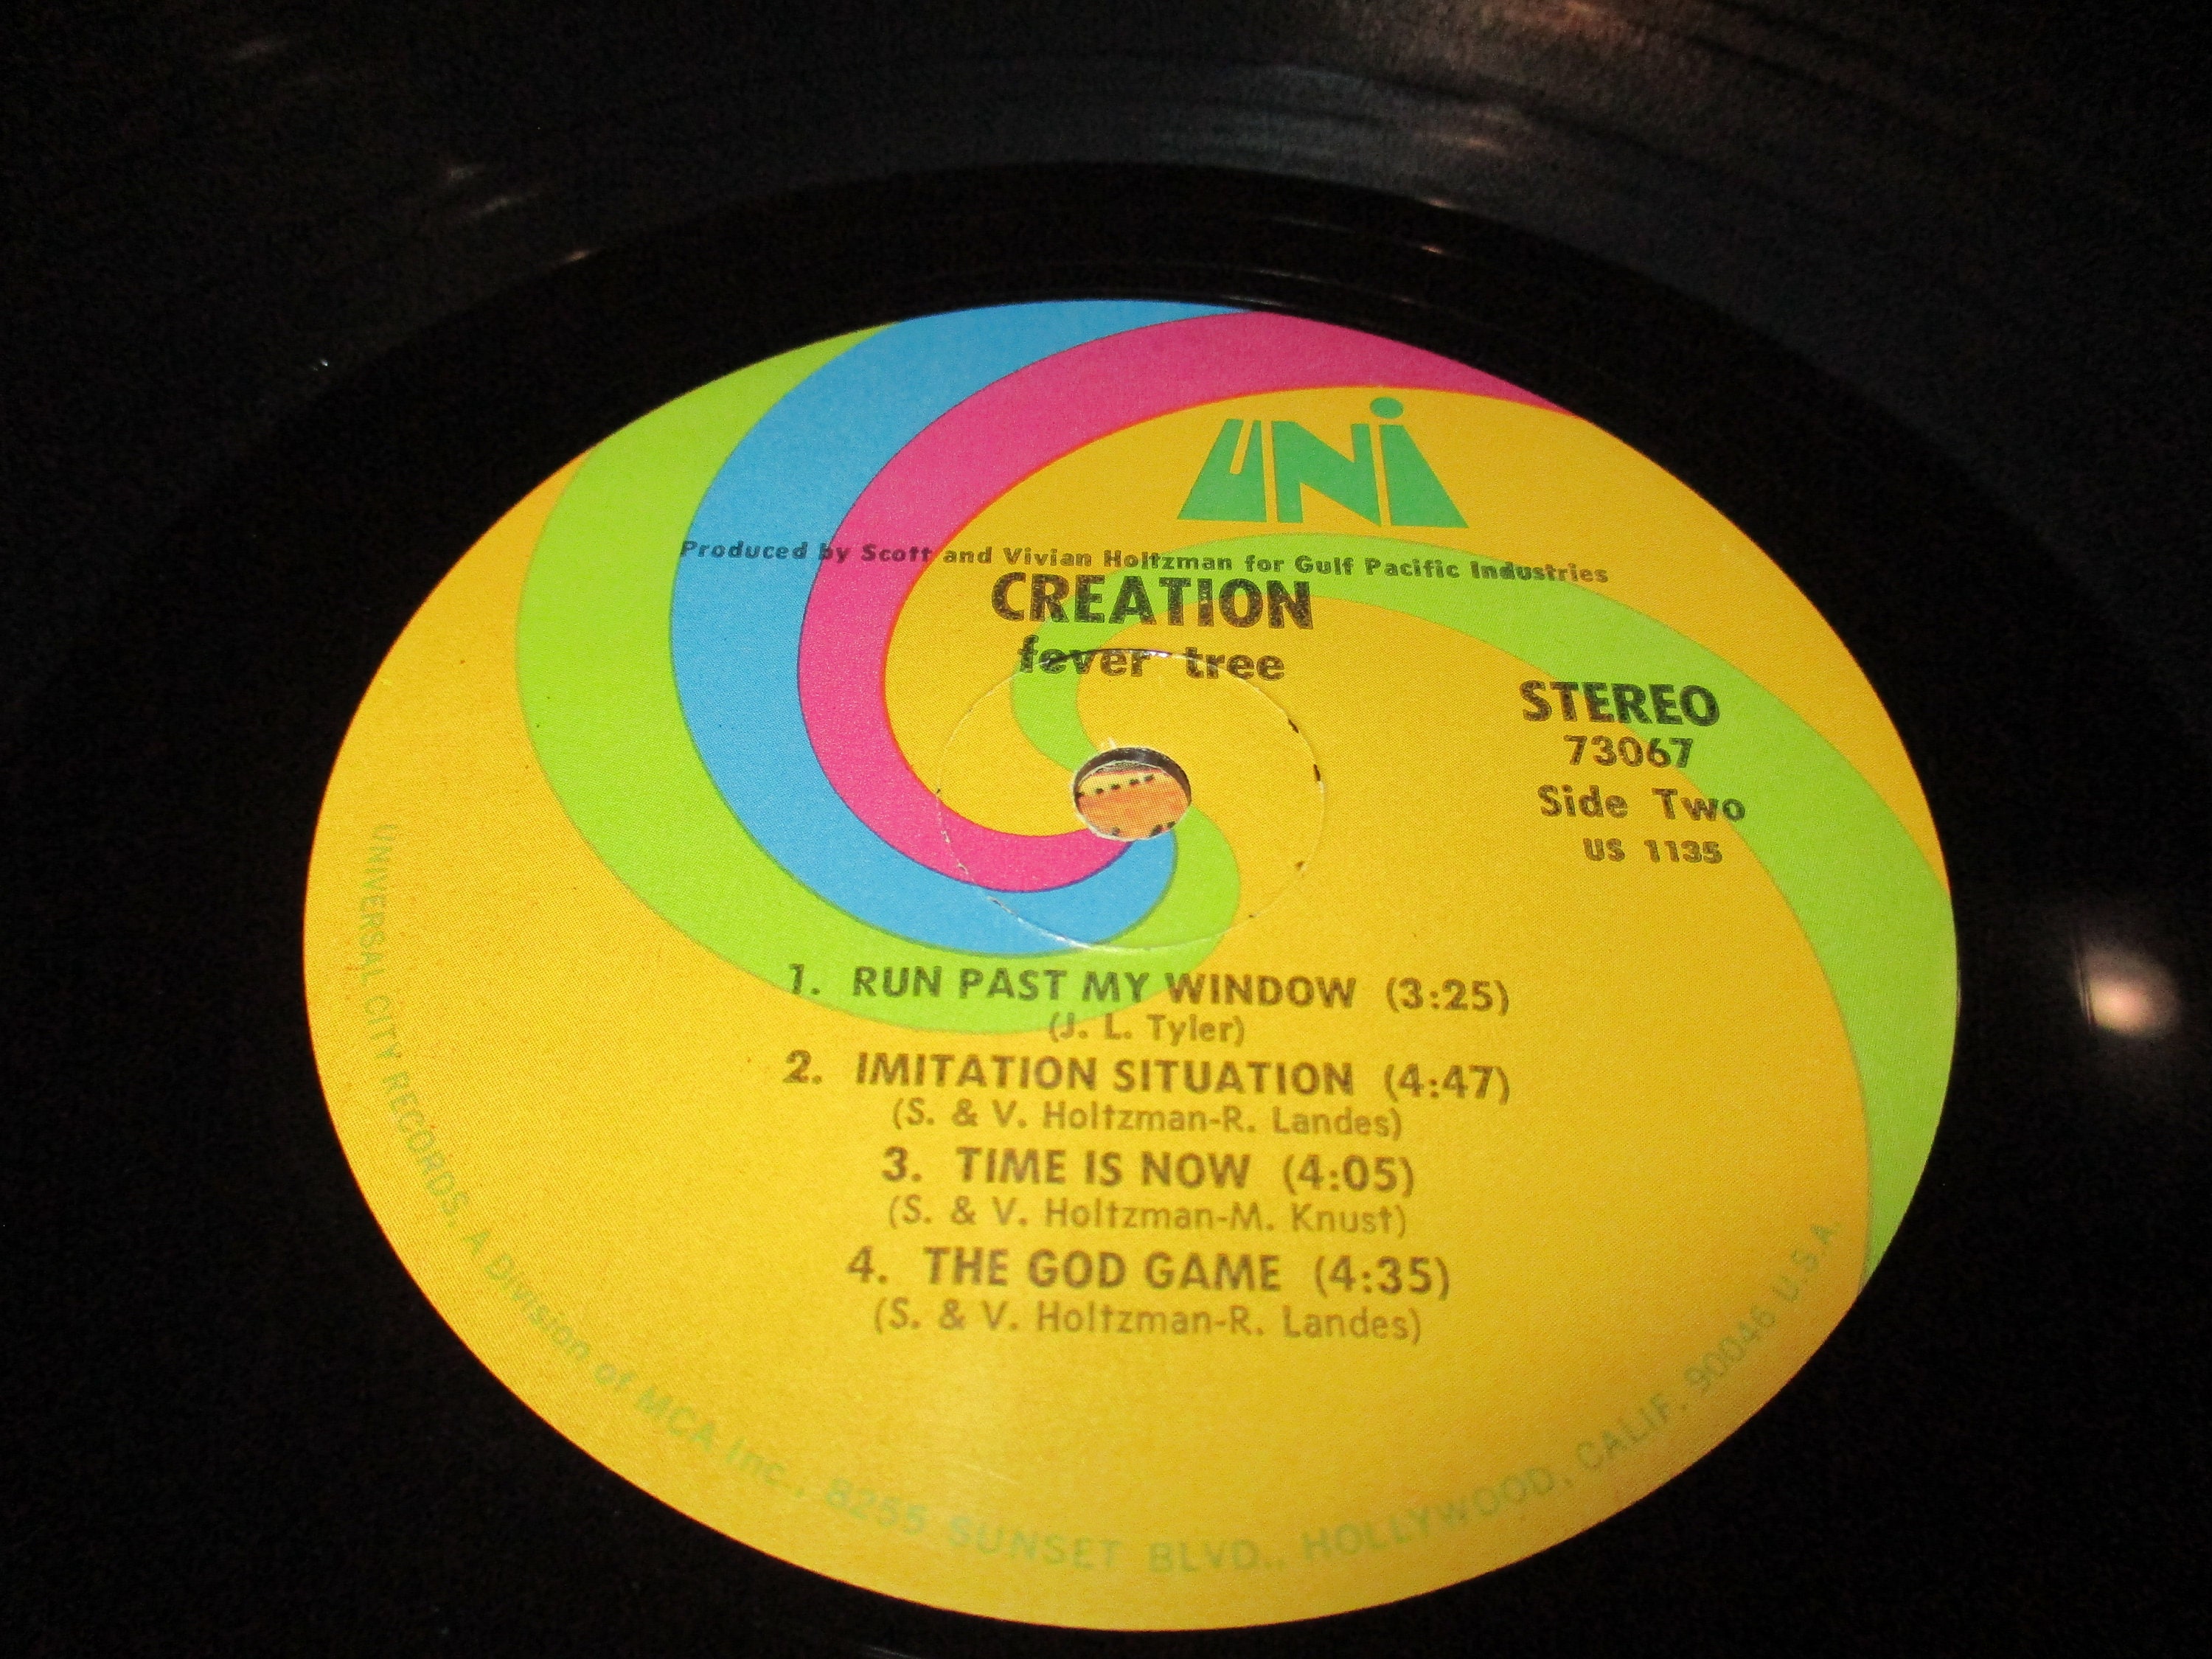 UNi
Produced by Scott and Vivian Holtzman for Gulf Pacific Industries
CREATION
fever tree
STEREO
73067
Side Two
US 1135
1. RUN PAST MY WINDOW (3:25)
(J. L. Tyler)
2. IMITATION SITUATION (4:47)
(S. & V. Holtzman-R. Landes)
3. TIME IS NOW (4:05)
(S. & V. Holtzman-M. Knust)
4. THE GOD GAME (4:35)
(S. & V. Holtzman-R. Landes)
UNIVERSAL CITY RECORDS, A Division of MCA Inc., 8255 SUNSET BLVD., HOLLYWOOD, CALIF. 90046 U.S.A.